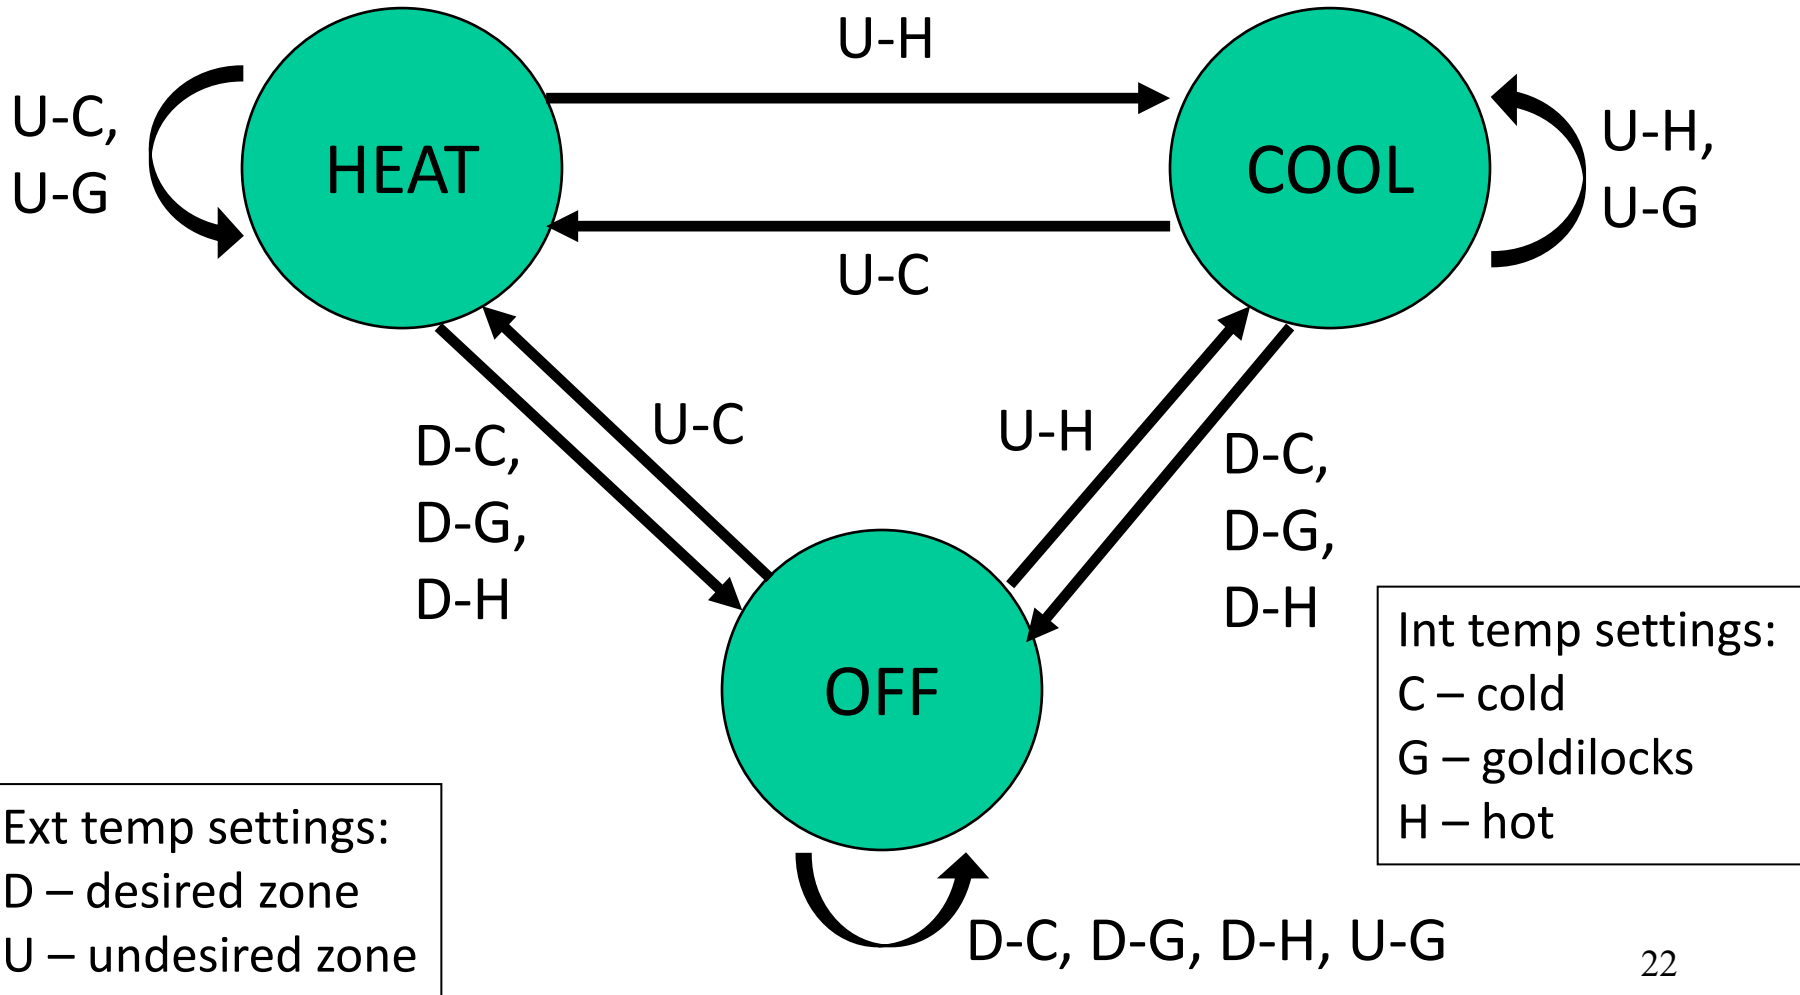 U-H
U-C,
U-G
HEAT
COOL
U-H,
U-G
U-C
U-C
U-H
D-C,
D-G,
D-H
D-C,
D-G,
D-H
OFF
Int temp settings:
C – cold
G – goldilocks
H – hot
Ext temp settings:
D – desired zone
U – undesired zone
D-C, D-G, D-H, U-G
22